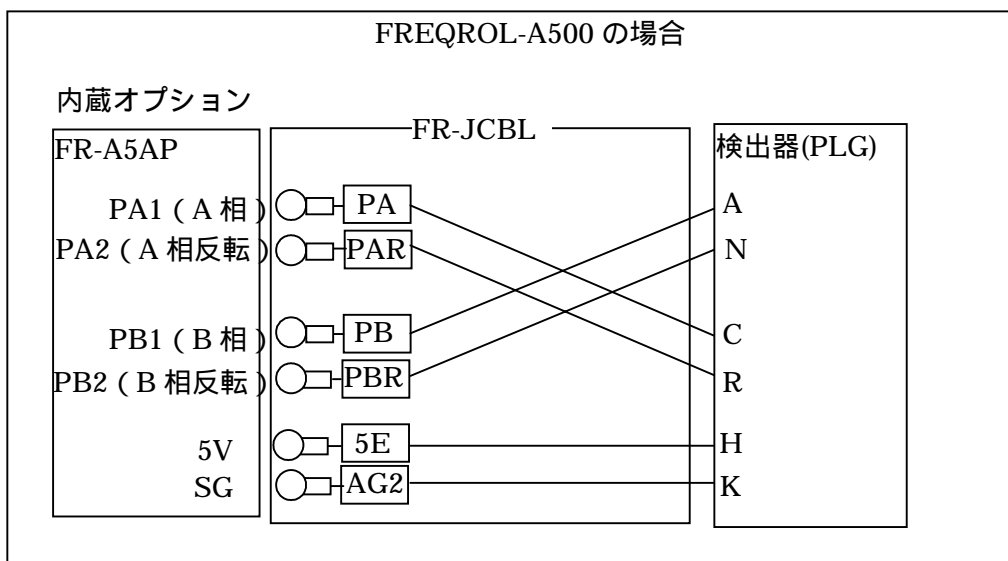 FREQROL-A500 の場合
内蔵オプション
FR-A5AP
FR-JCBL
検出器(PLG)
PA1 ( A 相 ) PA A
PA2 ( A 相反転 ) PAR N
PB1 ( B 相 ) PB C
PB2 ( B 相反転 ) PBR R
5V 5E H
SG AG2 K